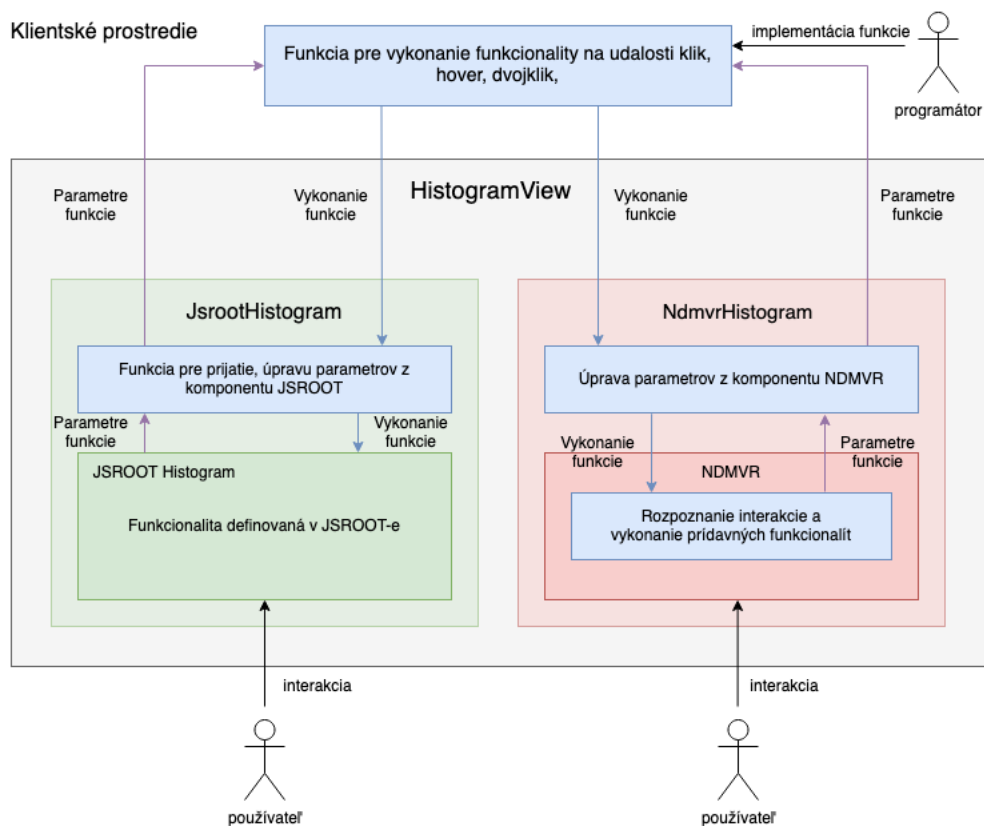 Klientské prostredie
Funkcia pre vykonanie funkcionality na udalosti klik,
hover, dvojklik,
implementácia funkcie
programátor
Parametre
funkcie
Vykonanie
funkcie
HistogramView
Vykonanie
funkcie
Parametre
funkcie
JsrootHistogram
Funkcia pre prijatie, úpravu parametrov z
komponentu JSROOT
Parametre
funkcie
Vykonanie
funkcie
JSROOT Histogram
Funkcionalita definovaná v JSROOT-e
NdmvrHistogram
Úprava parametrov z komponentu NDMVR
Vykonanie
funkcie
Parametre
funkcie
NDMVR
Rozpoznanie interakcie a
vykonanie prídavných funkcionalít
interakcia
interakcia
používateľ
používateľ